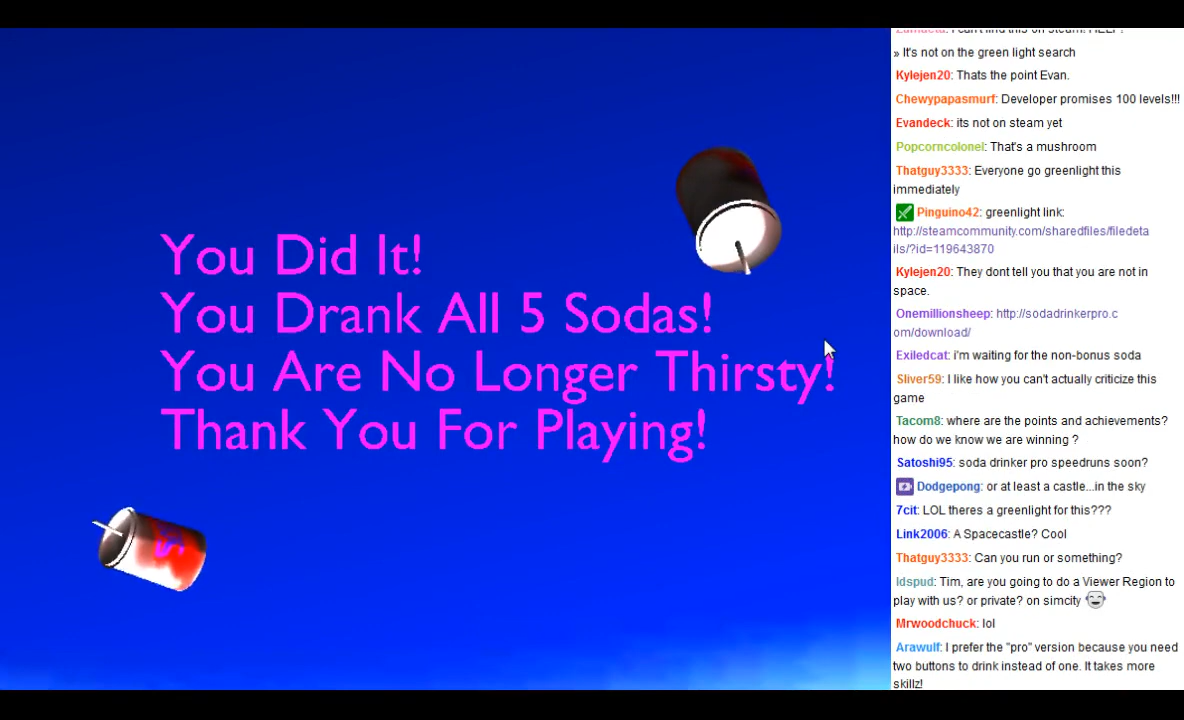 You Did It!
You Drank All 5 Sodas!
You Are No Longer Thirsty!
Thank You For Playing!
» It's not on the green light search
Kylejen20: Thats the point Evan.
Chewypapasmurf: Developer promises 100 levels!!!
Evandeck: its not on steam yet
Popcorncolonel: That's a mushroom
Thatguy3333: Everyone go greenlight this
immediately
Pinguino42: greenlight link:
http://steamcommunity.com/sharedfiles/filedeta
ils/?id=119643870
Kylejen20: They dont tell you that you are not in
space.
Onemillionsheep: http://sodadrinkerpro.c
om/download/
Exiledcat: i'm waiting for the non-bonus soda
Sliver59: I like how you can't actually criticize this
game
Tacom8: where are the points and achievements?
how do we know we are winning ?
Satoshi95: soda drinker pro speedruns soon?
Dodgepong: or at least a castle...in the sky
7cit: LOL theres a greenlight for this???
Link2006: A Spacecastle? Cool
Thatguy3333: Can you run or something?
Idspud: Tim, are you going to do a Viewer Region to
play with us? or private? on simcity
Mrwoodchuck: lol
Arawulf: I prefer the "pro" version because you need
two buttons to drink instead of one. It takes more
skillz!